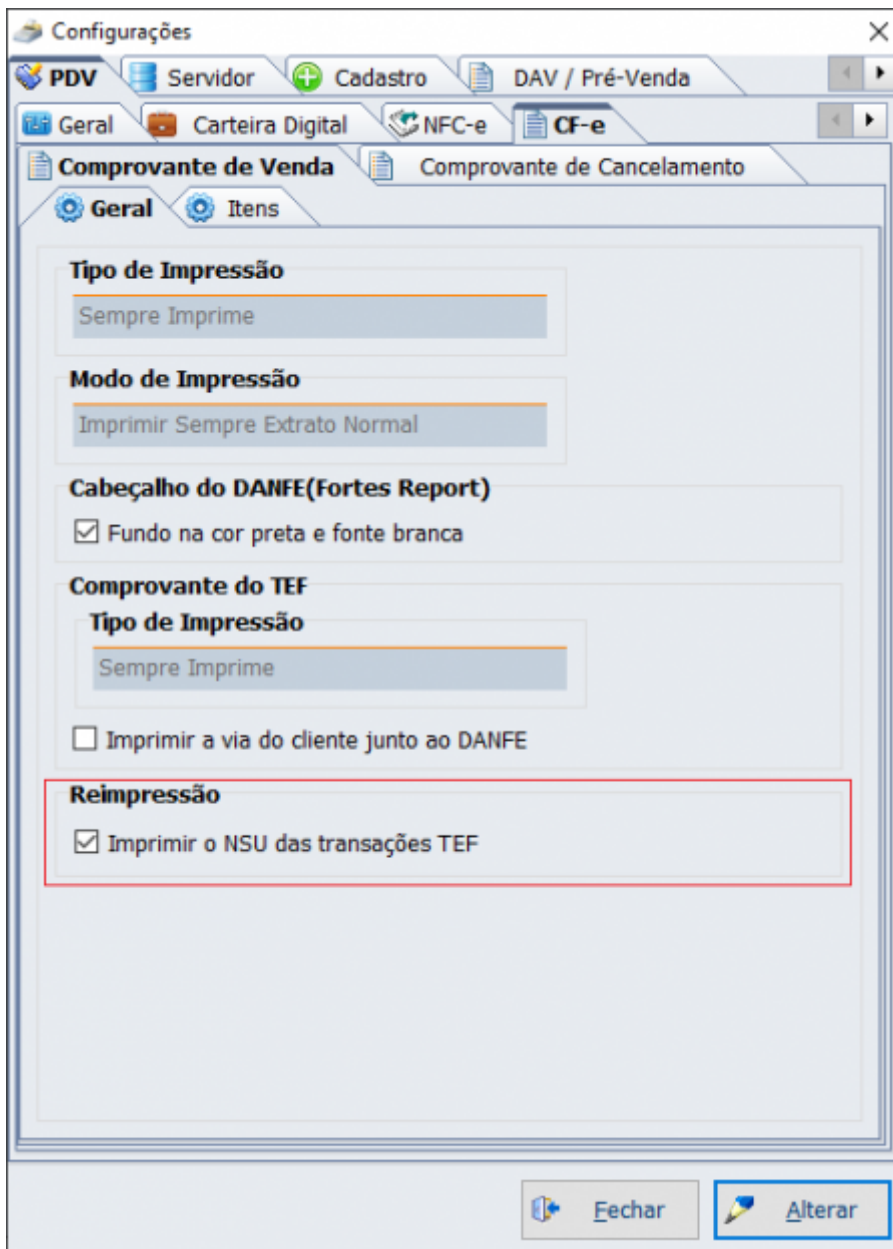 Configurações
PDV Servidor Cadastro DAV / Pré-Venda
Geral Carteira Digital NFC-e CF-e
Comprovante de Venda Comprovante de Cancelamento
Geral Itens
Tipo de Impressão
Sempre Imprime
Modo de Impressão
Imprimir Sempre Extrato Normal
Cabeçalho do DANFE(Fortes Report)
Fundo na cor preta e fonte branca
Comprovante do TEF
Tipo de Impressão
Sempre Imprime
Imprimir a via do cliente junto ao DANFE
Reimpressão
Imprimir o NSU das transações TEF
Fechar Alterar